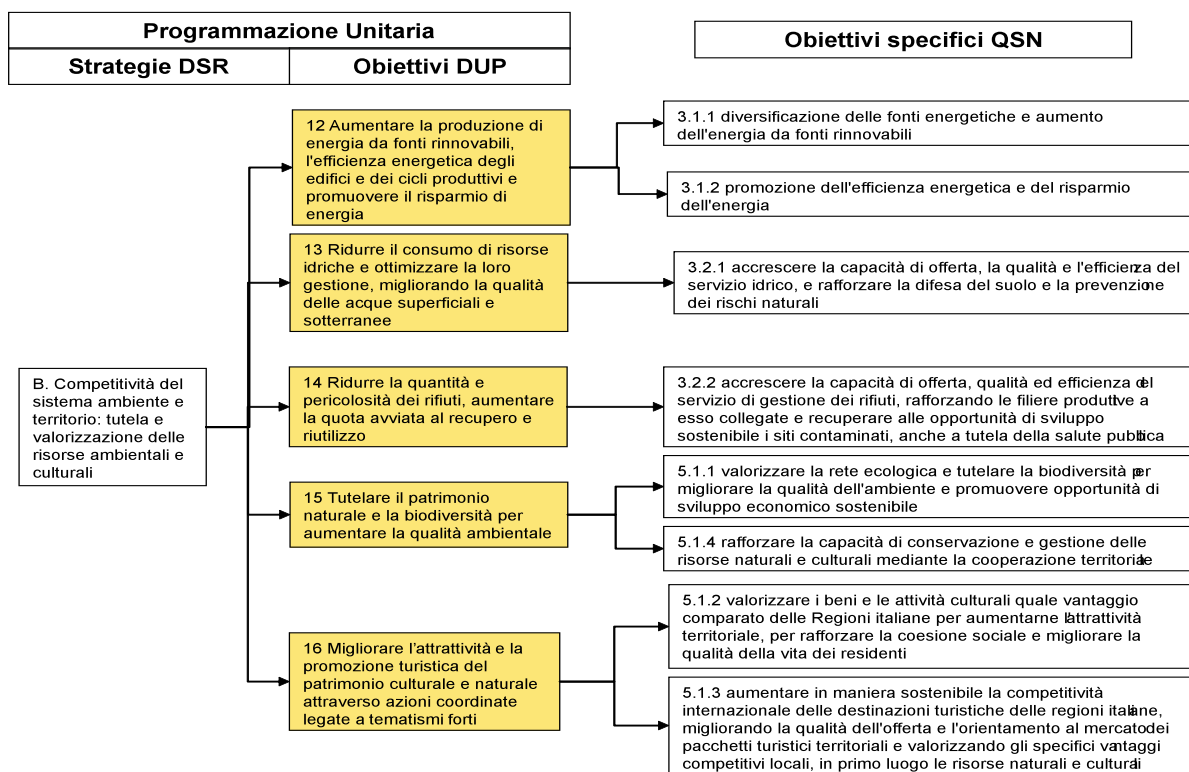 Programmazione Unitaria
Strategie DSR
Obiettivi DUP
Obiettivi specifici QSN
B. Competitività del
sistema ambiente e
territorio: tutela e
valorizzazione delle
risorse ambientali e
culturali
12 Aumentare la produzione di
energia da fonti rinnovabili,
l'efficienza energetica degli
edifici e dei cicli produttivi e
promuovere il risparmio di
energia
3.1.1 diversificazione delle fonti energetiche e aumento
dell'energia da fonti rinnovabili
3.1.2 promozione dell'efficienza energetica e del risparmio
dell'energia
13 Ridurre il consumo di risorse
idriche e ottimizzare la loro
gestione, migliorando la qualità
delle acque superficiali e
sotterranee
3.2.1 accrescere la capacità di offerta, la qualità e l'efficienza del
servizio idrico, e rafforzare la difesa del suolo e la prevenzione
dei rischi naturali
14 Ridurre la quantità e
pericolosità dei rifiuti, aumentare
la quota avviata al recupero e
riutilizzo
3.2.2 accrescere la capacità di offerta, qualità ed efficienza del
servizio di gestione dei rifiuti, rafforzando le filiere produttive a
esso collegate e recuperare alle opportunità di sviluppo
sostenibile i siti contaminati, anche a tutela della salute pubblica
15 Tutelare il patrimonio
naturale e la biodiversità per
aumentare la qualità ambientale
5.1.1 valorizzare la rete ecologica e tutelare la biodiversità per
migliorare la qualità dell'ambiente e promuovere opportunità di
sviluppo economico sostenibile
5.1.4 rafforzare la capacità di conservazione e gestione delle
risorse naturali e culturali mediante la cooperazione territoriale
16 Migliorare l'attrattività e la
promozione turistica del
patrimonio culturale e naturale
attraverso azioni coordinate
legate a tematismi forti
5.1.2 valorizzare i beni e le attività culturali quale vantaggio
comparato delle Regioni italiane per aumentarne l'attrattività
territoriale, per rafforzare la coesione sociale e migliorare la
qualità della vita dei residenti
5.1.3 aumentare in maniera sostenibile la competitività
internazionale delle destinazioni turistiche delle regioni italiane,
migliorando la qualità dell'offerta e l'orientamento al mercato dei
pacchetti turistici territoriali e valorizzando gli specifici vantaggi
competitivi locali, in primo luogo le risorse naturali e culturali